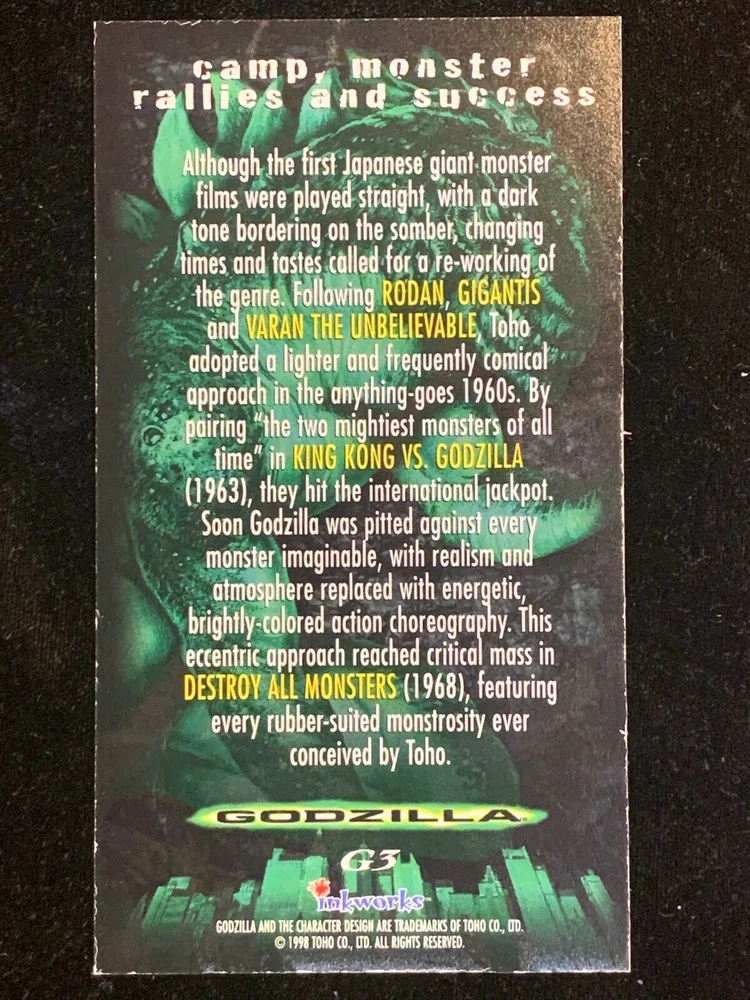 camp, monster
rallies and success
Although the first Japanese giant monster
films were played straight, with a dark
tone bordering on the somber, changing
times and tastes called for a re-working of
the genre. Following RODAN, GIGANTIS
and VARAN THE UNBELIEVABLE, Toho
adopted a lighter and frequently comical
approach in the anything-goes 1960s. By
pairing "the two mightiest monsters of all
time" in KING KONG VS. GODZILLA
(1963), they hit the international jackpot.
Soon Godzilla was pitted against every
monster imaginable, with realism and
atmosphere replaced with energetic,
brightly-colored action choreography. This
eccentric approach reached critical mass in
DESTROY ALL MONSTERS (1968), featuring
every rubber-suited monstrosity ever
conceived by Toho.
GODZILLA
G3
inkworks
GODZILLA AND THE CHARACTER DESIGN ARE TRADEMARKS OF TOHO CO., LTD.
© 1998 TOHO CO., LTD. ALL RIGHTS RESERVED.